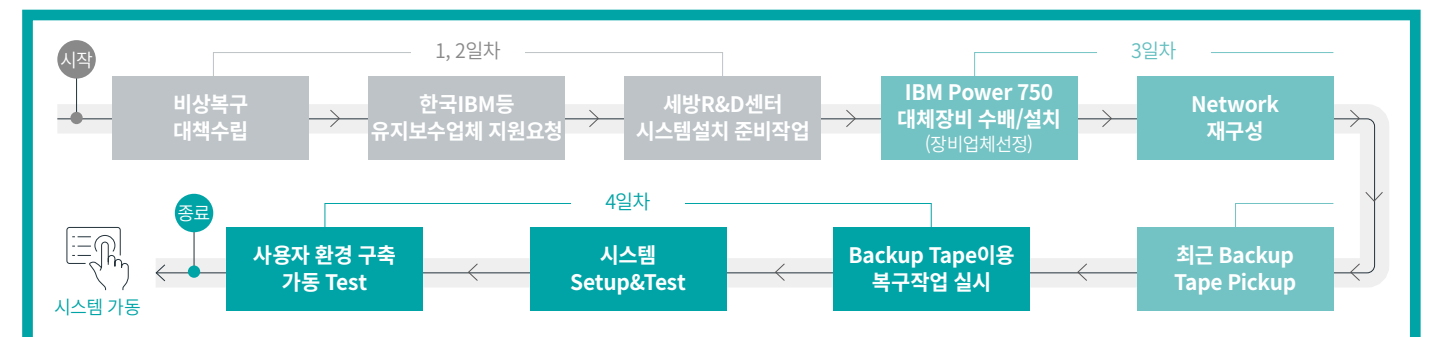 시작
1, 2일차
3일차
비상복구
대책수립
한국IBM등
유지보수업체 지원요청
세방R&D센터
시스템설치 준비작업
IBM Power 750
대체장비 수배/설치
(장비업체선정)
Network
재구성
종료
4일차
최근 Backup
Tape Pickup
Backup Tape이용
복구작업 실시
시스템
Setup&Test
사용자 환경 구축
가동 Test
시스템 가동